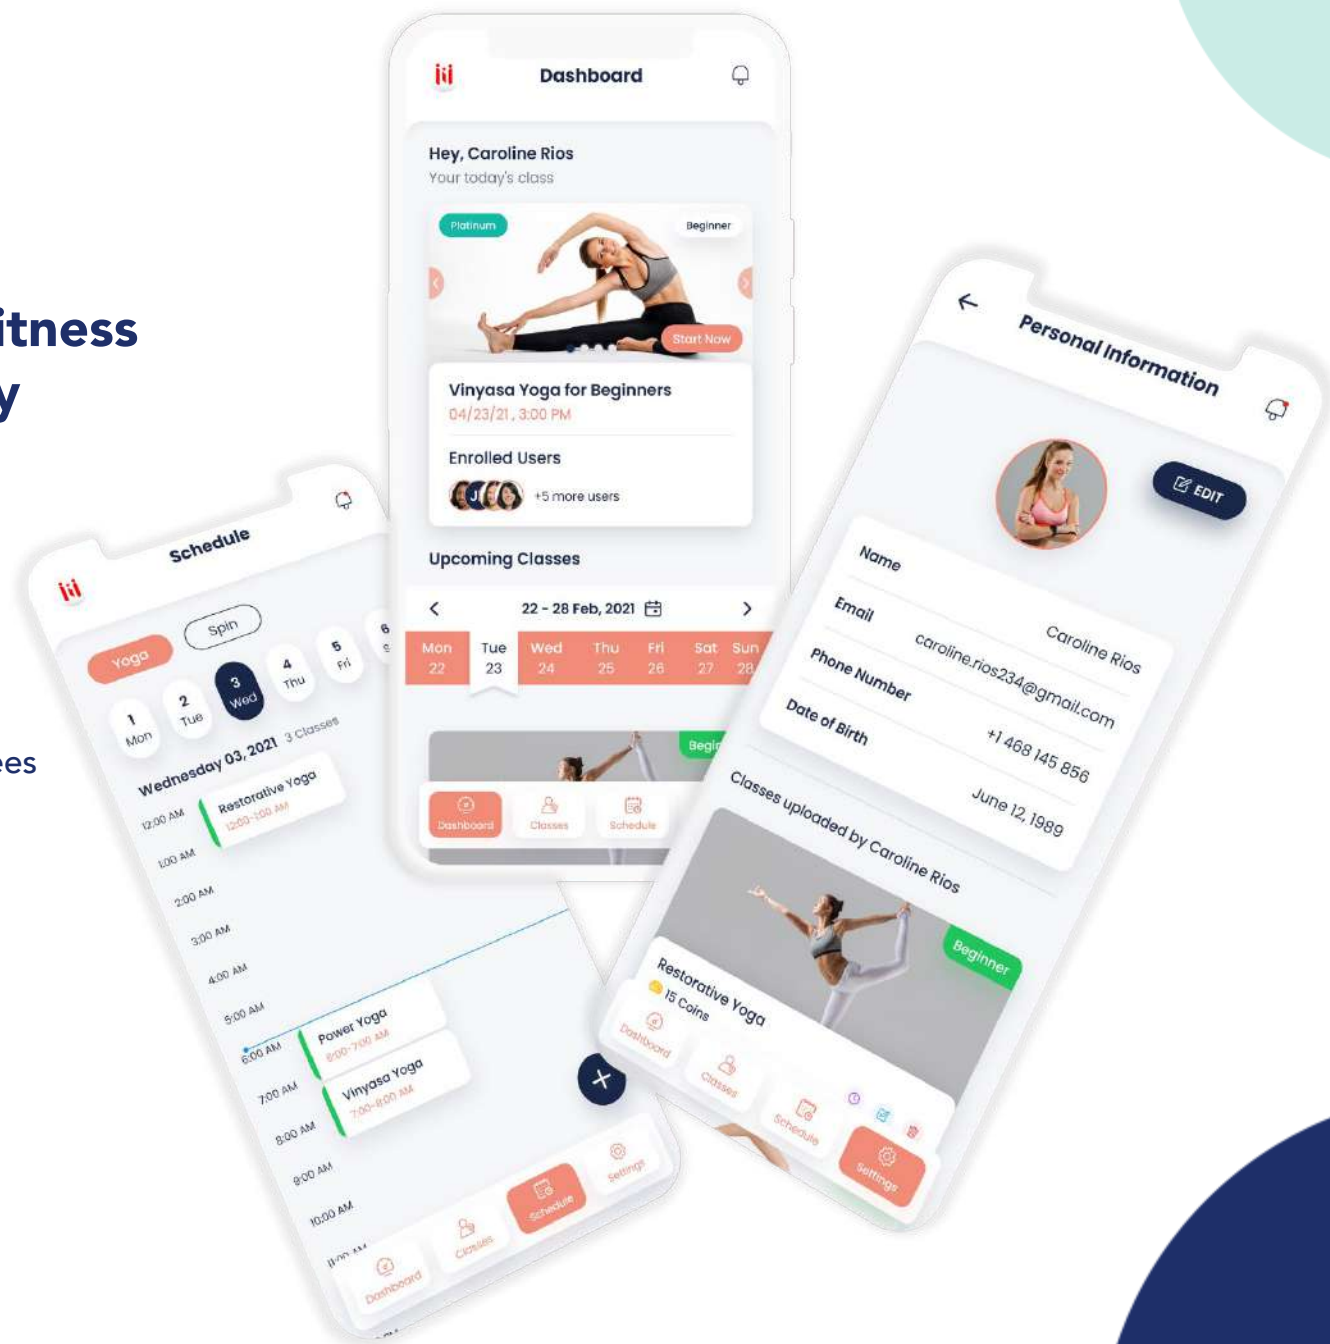 itness
y
ees
Dashboard
Hey, Caroline Rios
Your today's class
Platinum
Beginner
Start Now
Vinyasa Yoga for Beginners
04/23/21, 3:00 PM
Enrolled Users
J
+5 more users
Upcoming Classes
22 - 28 Feb, 2021
Mon Tue Wed Thu Fri Sat Sun
22 23 24 25 26 27 28
Begin
Dashboard Classes Schedule
Schedule
Yoga Spin
1 2 3 4 5 6
Mon Tue Wed Thu Fri S
Wednesday 03, 2021 3 Classes
12:00 AM
Restorative Yoga
12:00-1:00 AM
1:00 AM
2:00 AM
3:00 AM
4:00 AM
5:00 AM
6:00 AM
Power Yoga
6:00-7:00 AM
7:00 AM
Vinyasa Yoga
7:00-8:00 AM
8:00 AM
9:00 AM
10:00 AM
11:00 AM
Dashboard Classes Schedule Settings
Personal Information
EDIT
Name Caroline Rios
Email caroline.rios234@gmail.com
Phone Number +1 468 145 856
Date of Birth June 12, 1989
Classes uploaded by Caroline Rios
Beginner
Restorative Yoga
15 Coins
Dashboard Classes Schedule Settings